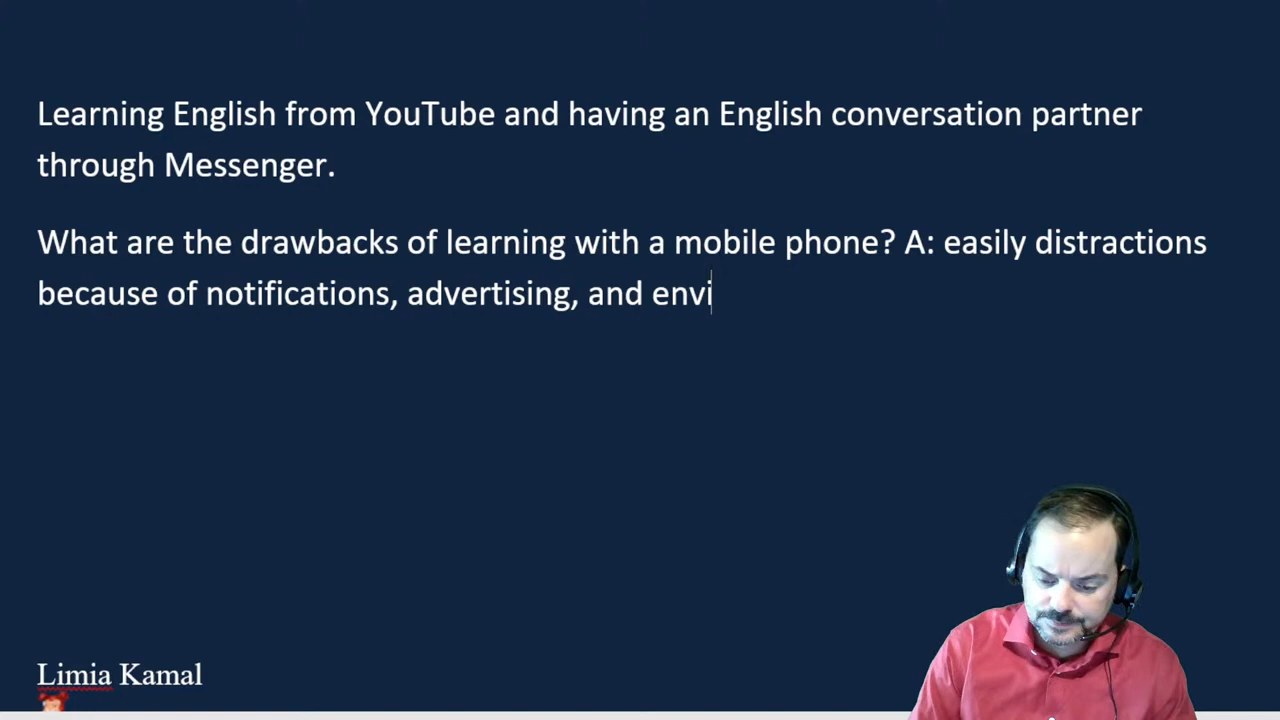 Learning English from YouTube and having an English conversation partner
through Messenger.
What are the drawbacks of learning with a mobile phone? A: easily distractions
because of notifications, advertising, and envi
Limia Kamal